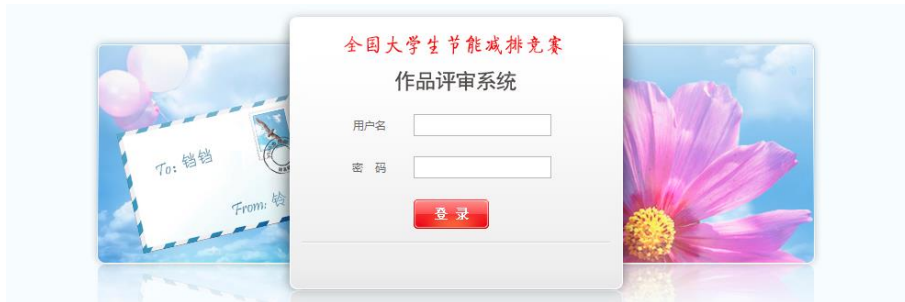 全国大学生节能减排竞赛
作品评审系统
用户名
密 码
登 录
To: 铛铛
From: 铃